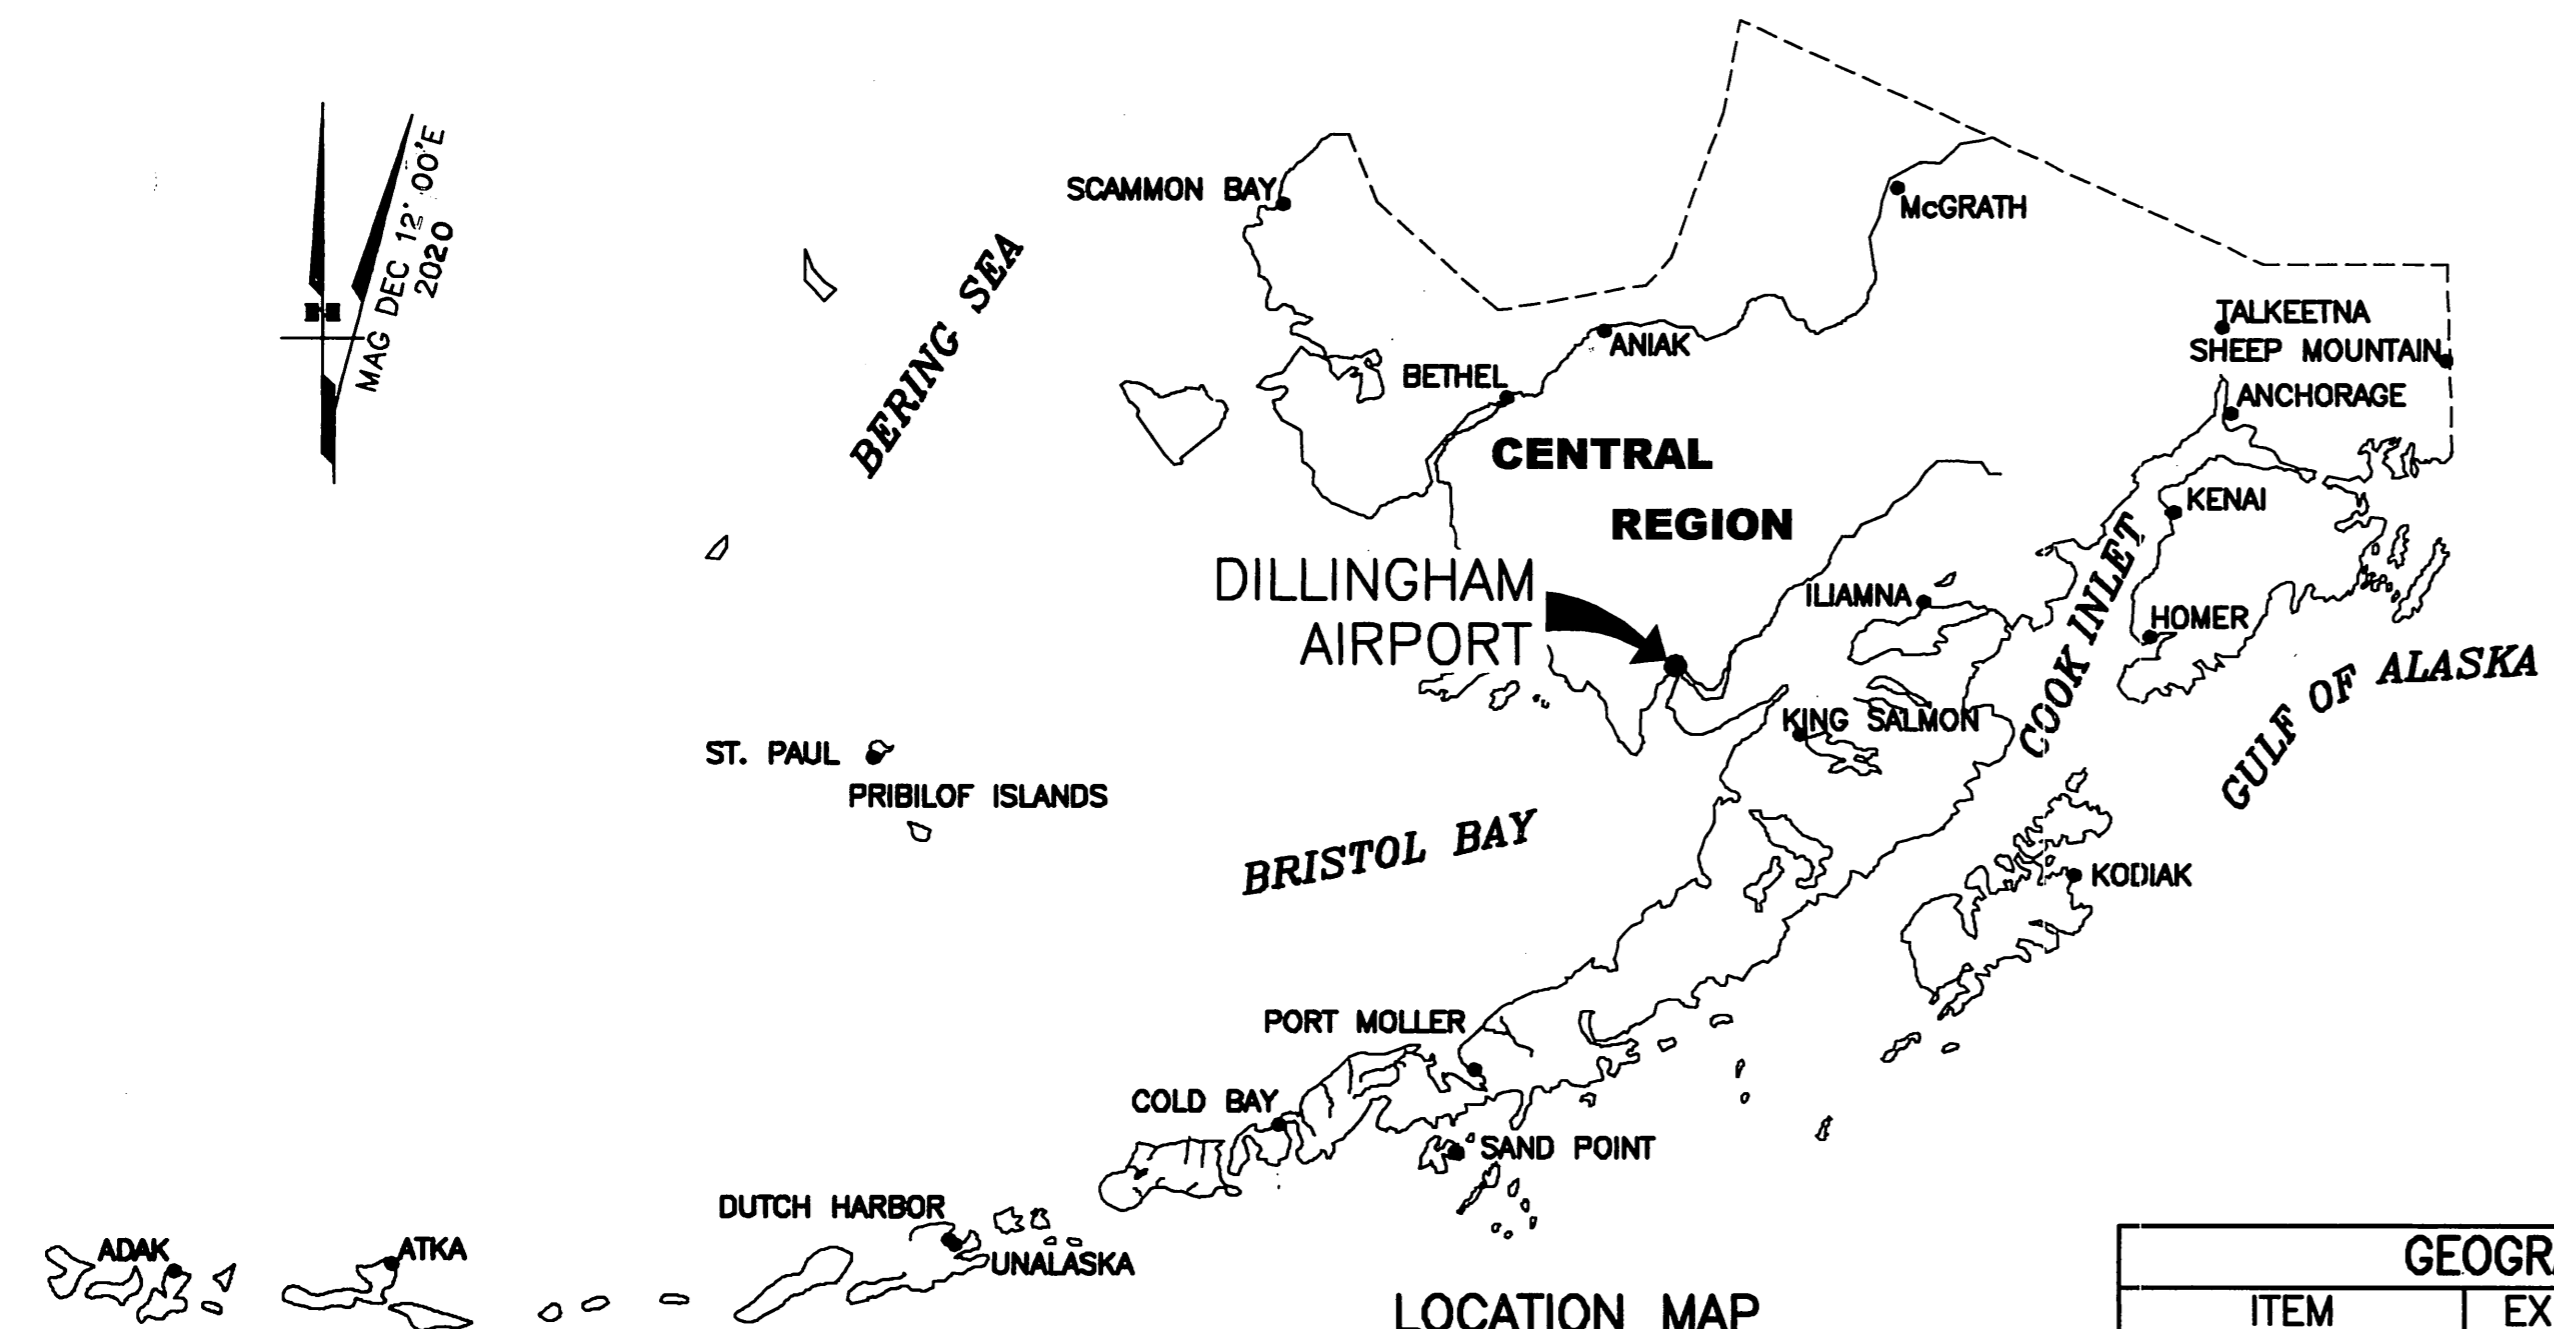 MAG DEC 12° 00'E
2020
BERING SEA
SCAMMON BAY
McGRATH
ANIAK
BETHEL
TALKEETNA
SHEEP MOUNTAIN
ANCHORAGE
CENTRAL
REGION
KENAI
DILLINGHAM
AIRPORT
ILIAMNA
HOMER
COOK INLET
GULF OF ALASKA
KING SALMON
ST. PAUL
PRIBILOF ISLANDS
BRISTOL BAY
KODIAK
PORT MOLLER
COLD BAY
SAND POINT
DUTCH HARBOR
UNALASKA
ADAK
ATKA
LOCATION MAP
GEOGRA
ITEM
EX